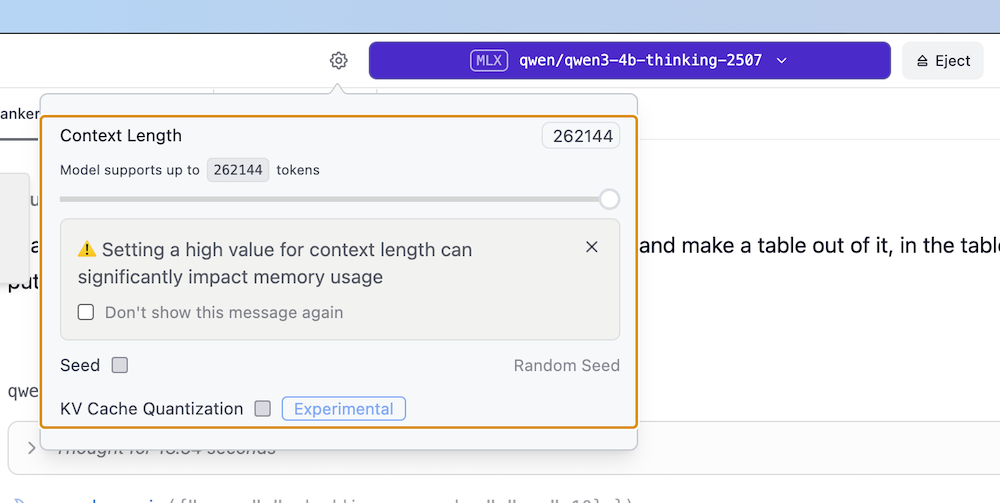 MLX qwen/qwen3-4b-thinking-2507
Eject
anker
Context Length 262144
Model supports up to 262144 tokens
⚠️ Setting a high value for context length can
significantly impact memory usage
Don't show this message again
and make a table out of it, in the table
put
Seed Random Seed
KV Cache Quantization Experimental
qwe
Thought for
seconds